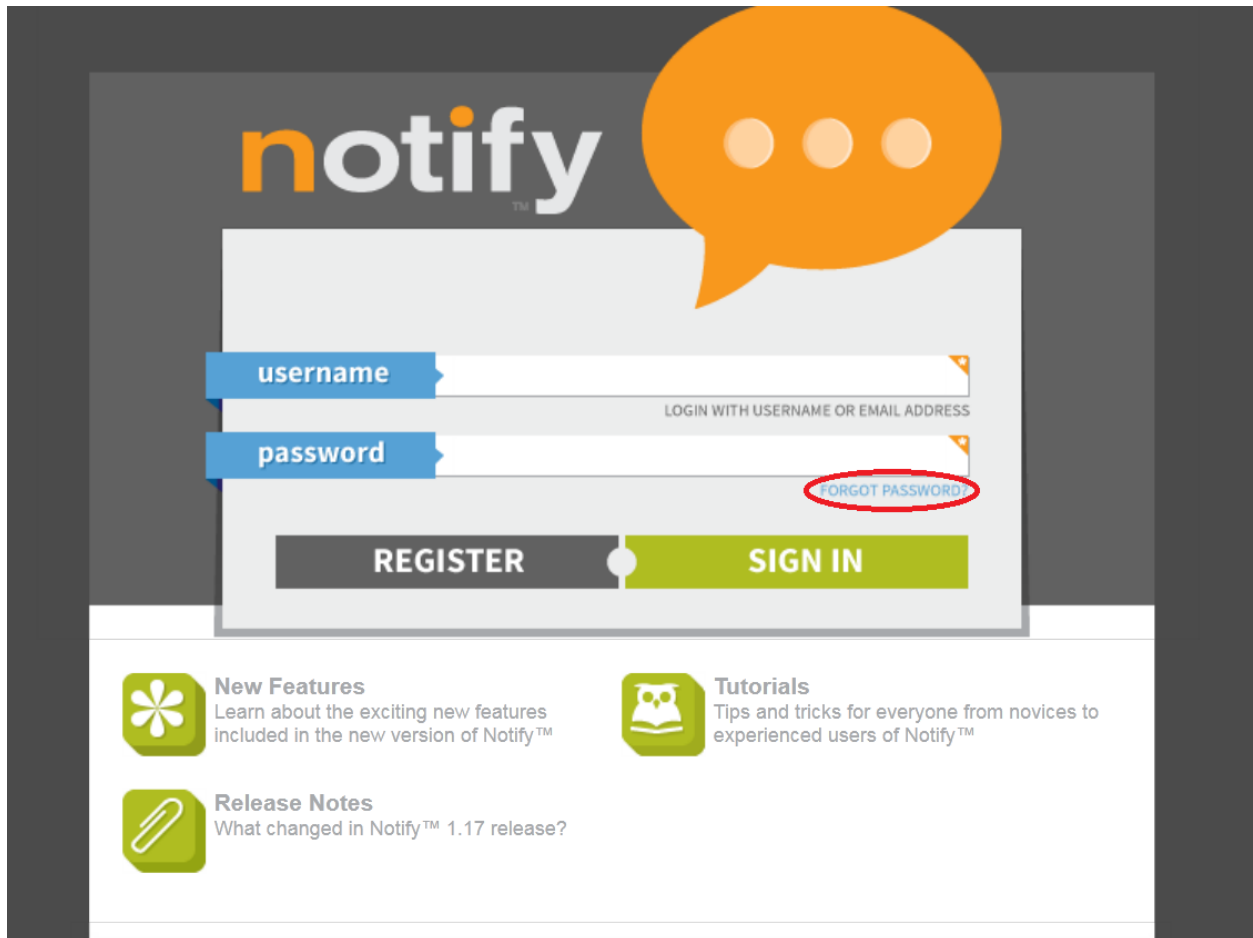 notify
TM
username
LOGIN WITH USERNAME OR EMAIL ADDRESS
password
FORGOT PASSWORD?
REGISTER
SIGN IN
New Features
Learn about the exciting new features
included in the new version of Notify™
Tutorials
Tips and tricks for everyone from novices to
experienced users of Notify™
Release Notes
What changed in Notify™ 1.17 release?